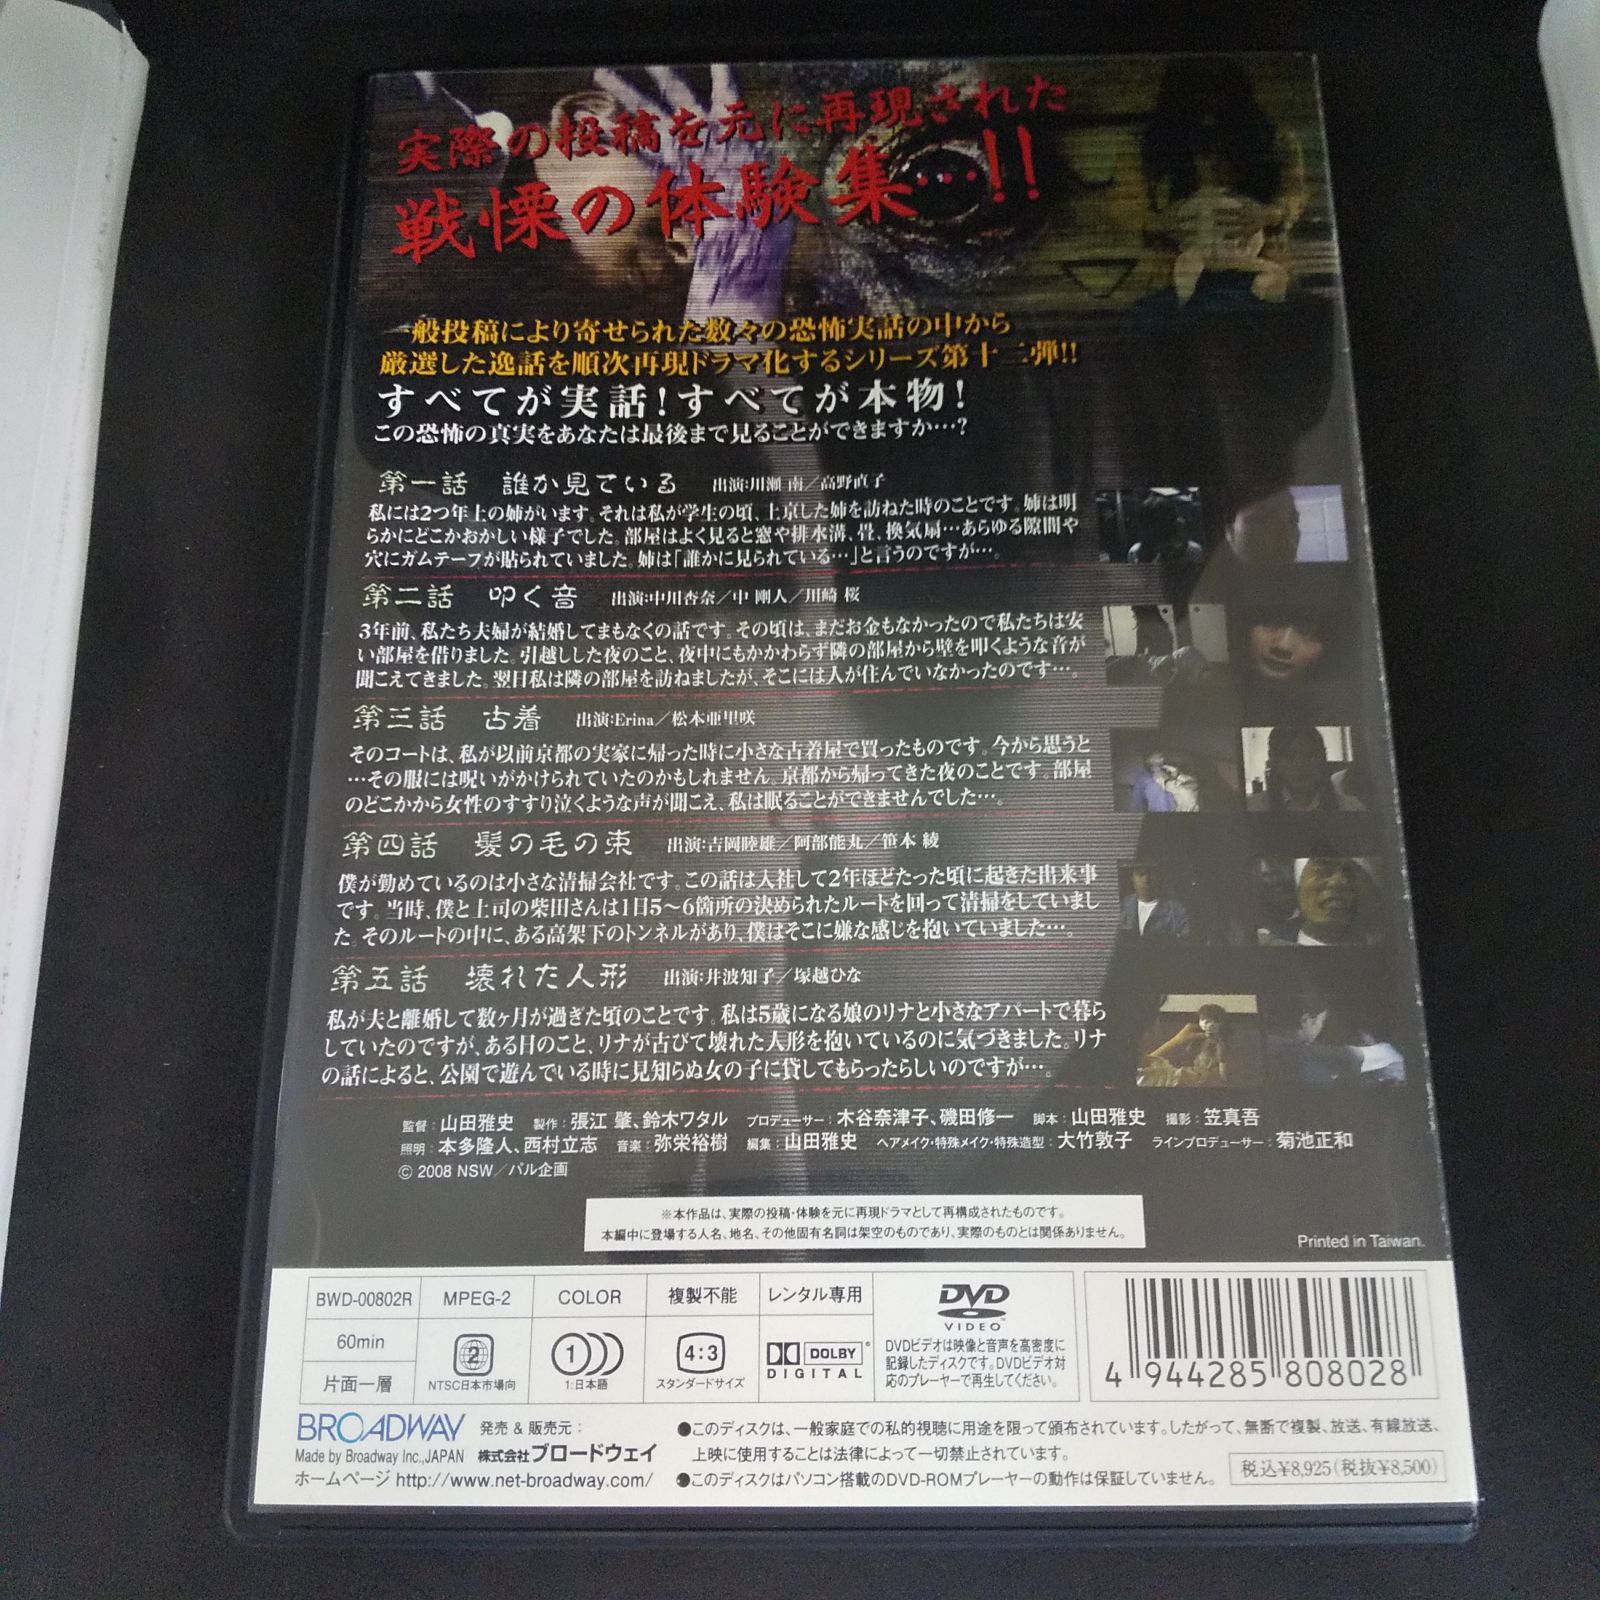 実際の投稿を元に再現された
戦慄の体験集…!!
一般投稿により寄せられた数々の恐怖実話の中から
厳選した逸話を順次再現ドラマ化するシリーズ第十二弾!!
すべてが実話!すべてが本物!
この恐怖の真実をあなたは最後まで見ることができますか…?
第一話 誰か見ている 出演:川瀬 南／高野直子
私には2つ年上の姉がいます。それは私が学生の頃、上京した姉を訪ねた時のことです。姉は明
らかにどこかおかしい様子でした。部屋はよく見ると窓や排水溝、畳、換気扇…あらゆる隙間や
穴にガムテープが貼られていました。姉は「誰かに見られている…」と言うのですが…。
第二話 叩く音 出演:中川杏奈／中 剛人／川崎 桜
3年前、私たち夫婦が結婚してまもなくの話です。その頃は、まだお金もなかったので私たちは安
い部屋を借りました。引越しした夜のこと、夜中にもかかわらず隣の部屋から壁を叩くような音が
聞こえてきました。翌日私は隣の部屋を訪ねましたが、そこには人が住んでいなかったのです…。
第三話 古着 出演:Erina／松本亜里咲
そのコートは、私が以前京都の実家に帰った時に小さな古着屋で買ったものです。今から思うと
…その服には呪いがかけられていたのかもしれません。京都から帰ってきた夜のことです。部屋
のどこかから女性のすすり泣くような声が聞こえ、私は眠ることができませんでした…。
第四話 髪の毛の束 出演:吉岡睦雄／阿部能丸／笹本 綾
僕が勤めているのは小さな清掃会社です。この話は入社して2年ほどたった頃に起きた出来事
です。当時、僕と上司の柴田さんは1日5～6箇所の決められたルートを回って清掃をしていまし
た。そのルートの中に、ある高架下のトンネルがあり、僕はそこに嫌な感じを抱いていました…。
第五話 壊れた人形 出演:井波知子／塚越ひな
私が夫と離婚して数ヶ月が過ぎた頃のことです。私は5歳になる娘のリナと小さなアパートで暮ら
していたのですが、ある日のこと、リナが古びて壊れた人形を抱いているのに気づきました。リナ
の話によると、公園で遊んでいる時に見知らぬ女の子に貸してもらったらしいのですが…。
監督:山田雅史 製作:張江 肇、鈴木ワタル プロデューサー:木谷奈津子、磯田修一 脚本:山田雅史 撮影:笠真吾
照明:本多隆人、西村立志 音楽:弥栄裕樹 編集:山田雅史 ヘアメイク・特殊メイク・特殊造型:大竹敦子 ラインプロデューサー:菊池正和
© 2008 NSW／パル企画
※本作品は、実際の投稿・体験を元に再現ドラマとして再構成されたものです。
本編中に登場する人名、地名、その他固有名詞は架空のものであり、実際のものとは関係ありません。
Printed in Taiwan.
BWD-00802R MPEG-2 COLOR 複製不能 レンタル専用
60min
片面一層
2
NTSC日本市場向
1
1:日本語
4:3
スタンダードサイズ
DOLBY
DIGITAL
DVD
VIDEO
DVDビデオは映像と音声を高密度に
記録したディスクです。DVDビデオ対
応のプレーヤーで再生してください。
4 944285 808028
BROADWAY 発売 & 販売元:
Made by Broadway Inc.,JAPAN 株式会社ブロードウェイ
ホームページ http://www.net-broadway.com/
●このディスクは、一般家庭での私的視聴に用途を限って頒布されています。したがって、無断で複製、放送、有線放送、
上映に使用することは法律によって一切禁止されています。
●このディスクはパソコン搭載のDVD-ROMプレーヤーの動作は保証していません。
税込¥8,925(税抜¥8,500)